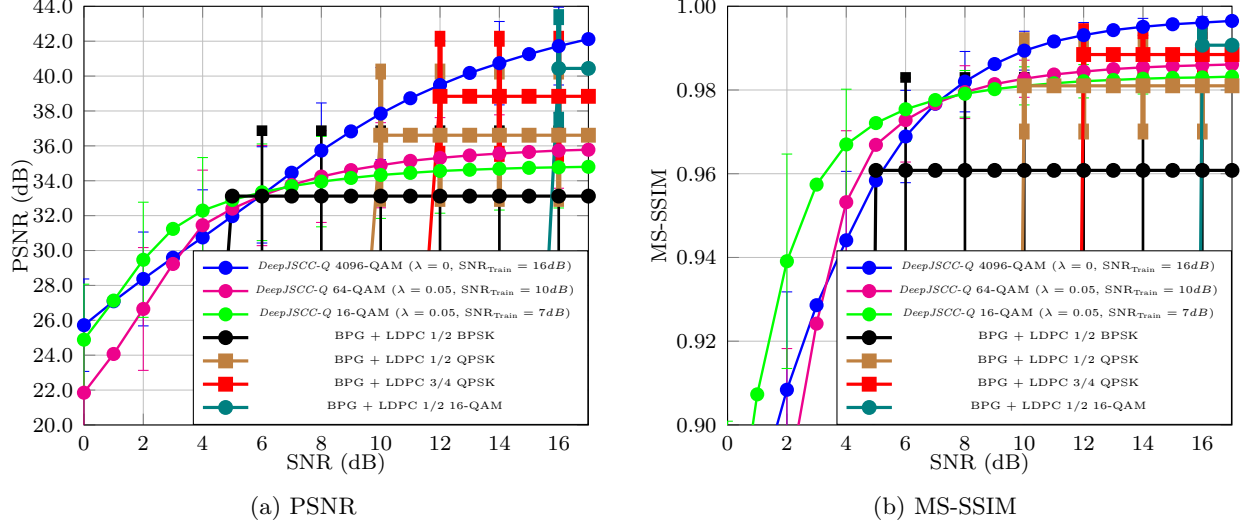 44.0
42.0
40.0
38.0
36.0
34.0
32.0
30.0
28.0
26.0
24.0
22.0
20.0
PSNR (dB)
0 2 4 6 8 10 12 14 16
SNR (dB)
DeepJSCC-Q 4096-QAM (λ = 0, SNRTrain = 16dB)
DeepJSCC-Q 64-QAM (λ = 0.05, SNRTrain = 10dB)
DeepJSCC-Q 16-QAM (λ = 0.05, SNRTrain = 7dB)
BPG + LDPC 1/2 BPSK
BPG + LDPC 1/2 QPSK
BPG + LDPC 3/4 QPSK
BPG + LDPC 1/2 16-QAM
(a) PSNR
1.00
0.98
0.96
0.94
0.92
0.90
MS-SSIM
0 2 4 6 8 10 12 14 16
SNR (dB)
DeepJSCC-Q 4096-QAM (λ = 0, SNRTrain = 16dB)
DeepJSCC-Q 64-QAM (λ = 0.05, SNRTrain = 10dB)
DeepJSCC-Q 16-QAM (λ = 0.05, SNRTrain = 7dB)
BPG + LDPC 1/2 BPSK
BPG + LDPC 1/2 QPSK
BPG + LDPC 3/4 QPSK
BPG + LDPC 1/2 16-QAM
(b) MS-SSIM